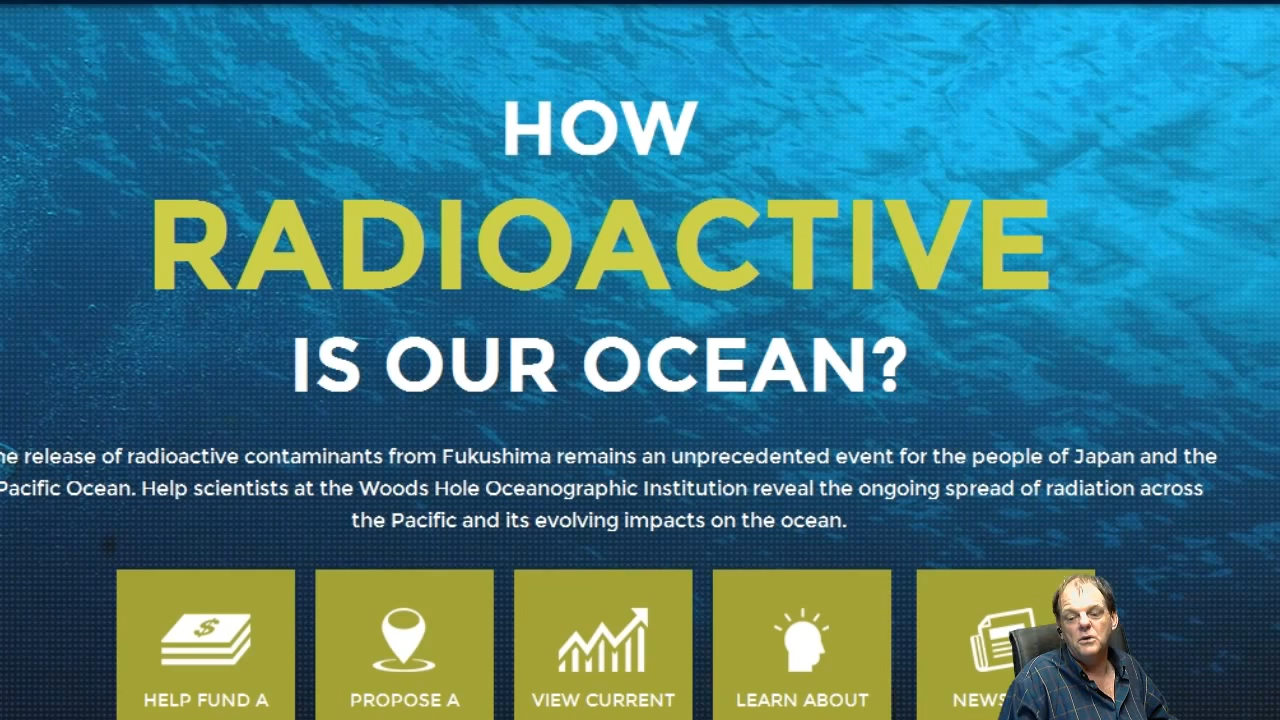 HOW
RADIOACTIVE
IS OUR OCEAN?
release of radioactive contaminants from Fukushima remains an unprecedented event for the people of Japan and the
Pacific Ocean. Help scientists at the Woods Hole Oceanographic Institution reveal the ongoing spread of radiation across
the Pacific and its evolving impacts on the ocean.
HELP FUND A
PROPOSE A
VIEW CURRENT
LEARN ABOUT
NEWS